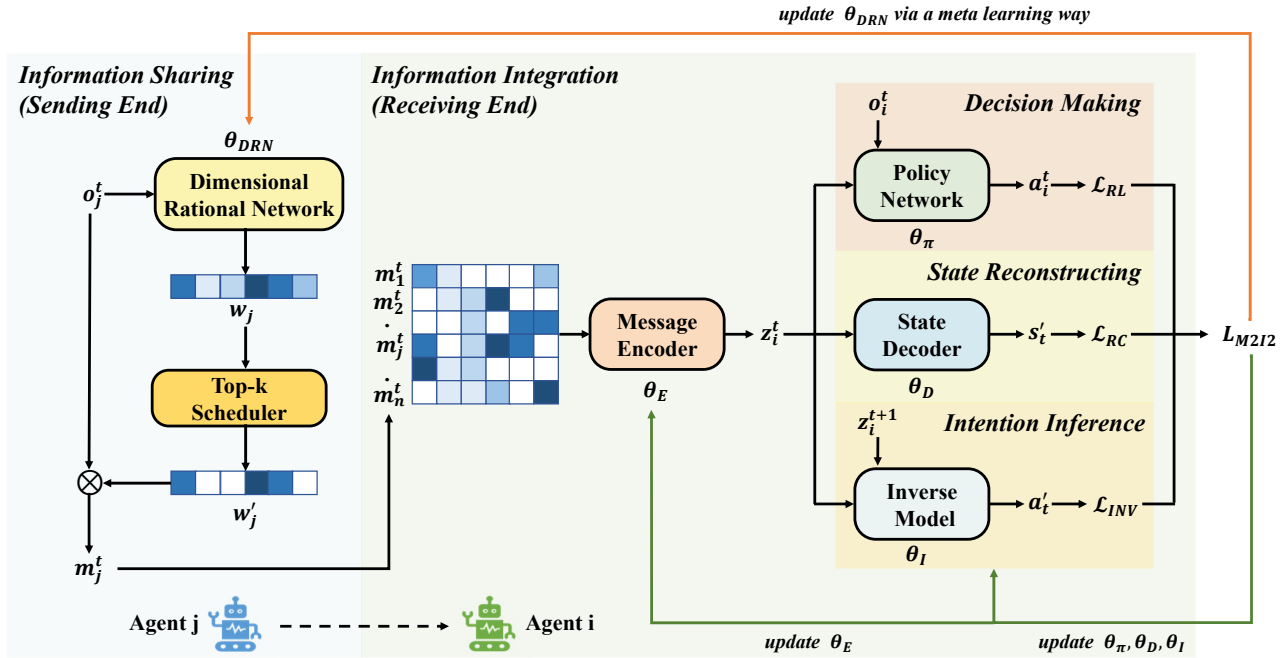 update θ_DRN via a meta learning way
Information Sharing
(Sending End)
Information Integration
(Receiving End)
θ_DRN
Dimensional
Rational Network
o_j^t
w_j
Top-k
Scheduler
w'_j
m_j^t
m_1^t
m_2^t
.
m_j^t
.
m_n^t
Message
Encoder
θ_E
z_i^t
Decision Making
o_i^t
Policy
Network
θ_π
a_i^t
ℒ_RL
State Reconstructing
State
Decoder
θ_D
s'_t
ℒ_RC
Intention Inference
z_i^{t+1}
Inverse
Model
θ_I
a'_t
ℒ_INV
L_M2I2
Agent j
Agent i
update θ_E
update θ_π, θ_D, θ_I